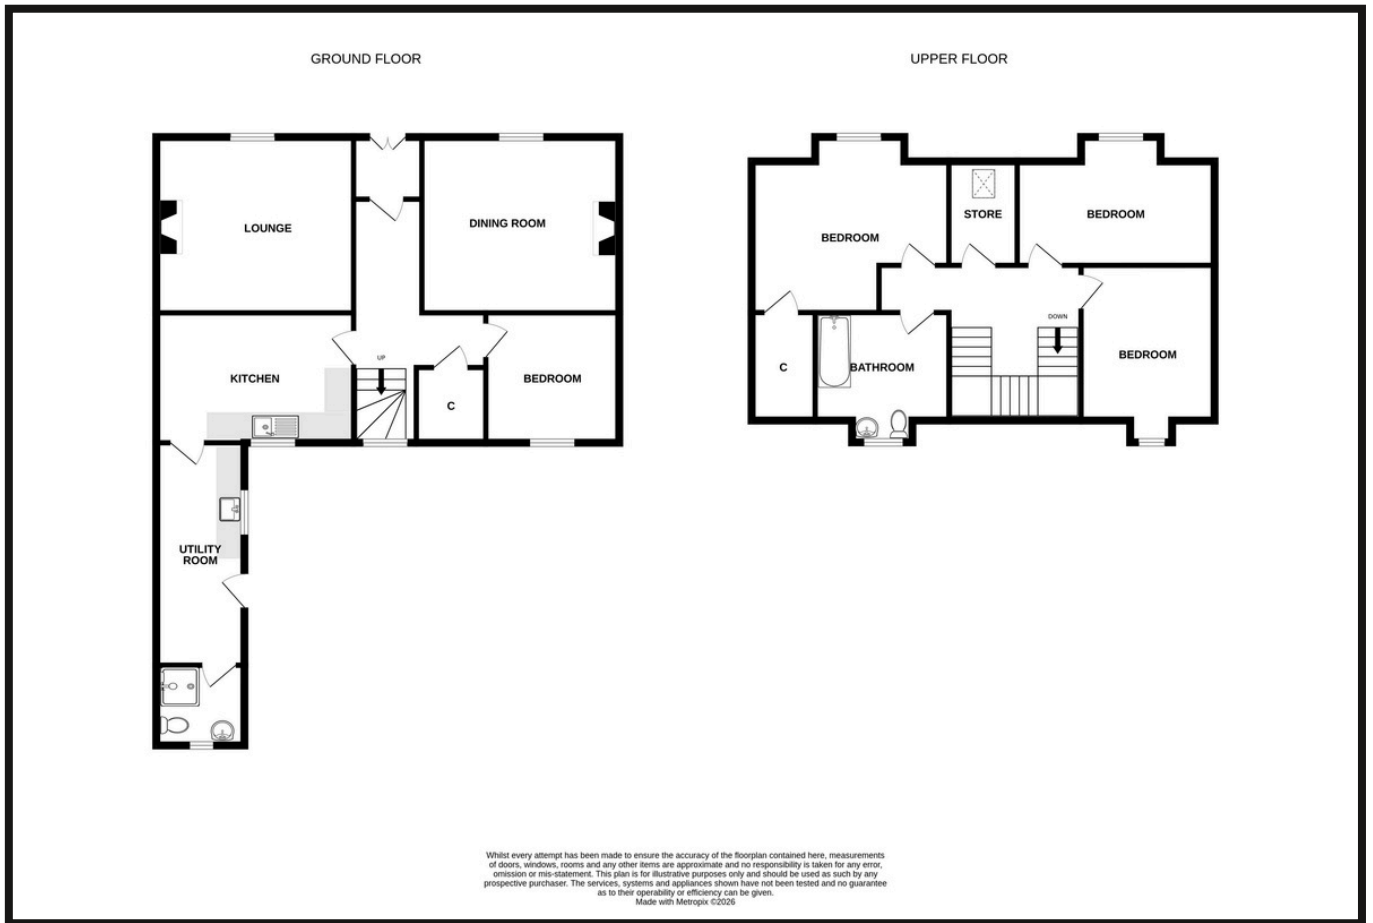 GROUND FLOOR
LOUNGE
DINING ROOM
KITCHEN
UP
C
BEDROOM
UTILITY
ROOM
UPPER FLOOR
BEDROOM
STORE
BEDROOM
DOWN
C
BATHROOM
BEDROOM
Whilst every attempt has been made to ensure the accuracy of the floorplan contained here, measurements
of doors, windows, rooms and any other items are approximate and no responsibility is taken for any error,
omission or mis-statement. This plan is for illustrative purposes only and should be used as such by any
prospective purchaser. The services, systems and appliances shown have not been tested and no guarantee
as to their operability or efficiency can be given.
Made with Metropix ©2026